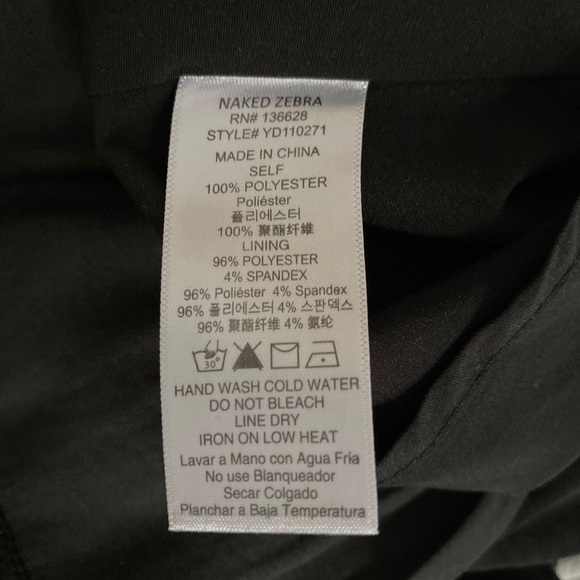 NAKED ZEBRA
RN# 136628
STYLE# YD110271
MADE IN CHINA
SELF
100% POLYESTER
Poliéster
폴리에스터
100% 聚酯纤维
LINING
96% POLYESTER
4% SPANDEX
96% Poliéster 4% Spandex
96% 폴리에스터 4% 스판덱스
96% 聚酯纤维 4% 氨纶
30°
HAND WASH COLD WATER
DO NOT BLEACH
LINE DRY
IRON ON LOW HEAT
Lavar a Mano con Agua Fria
No use Blanqueador
Secar Colgado
Planchar a Baja Temperatura